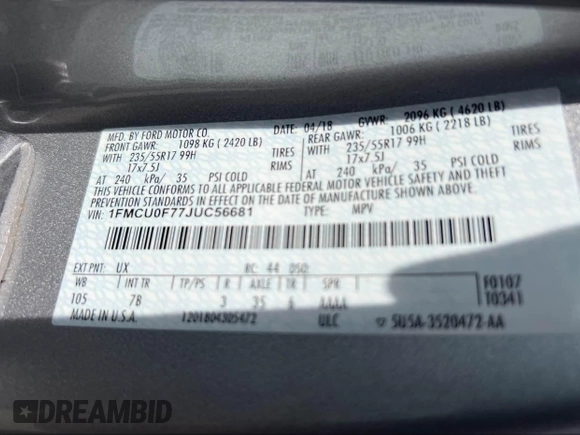 MFD. BY FORD MOTOR CO.
DATE: 04/18 GVWR: 2096 KG (4620 LB)
FRONT GAWR: 1098 KG (2420 LB)
REAR GAWR: 1006 KG (2218 LB)
WITH 235/55R17 99H TIRES
WITH 235/55R17 99H TIRES
17x7.5J RIMS
17x7.5J RIMS
AT 240 kPa/ 35 PSI COLD
AT 240 kPa/ 35 PSI COLD
THIS VEHICLE CONFORMS TO ALL APPLICABLE FEDERAL MOTOR VEHICLE SAFETY AND THEFT
PREVENTION STANDARDS IN EFFECT ON THE DATE OF MANUFACTURE SHOWN ABOVE.
VIN: 1FMCU0F77JUC56681 TYPE: MPV
EXT PNT: UX RC: 44 DSO:
WB INT TR TP/PS R AXLE TR SPR
F0107
105 7B 3 35 6 AAAA
T0341
MADE IN U.S.A. 1201804305472 ULC 5U5A-3520472-AA
DREAMBID